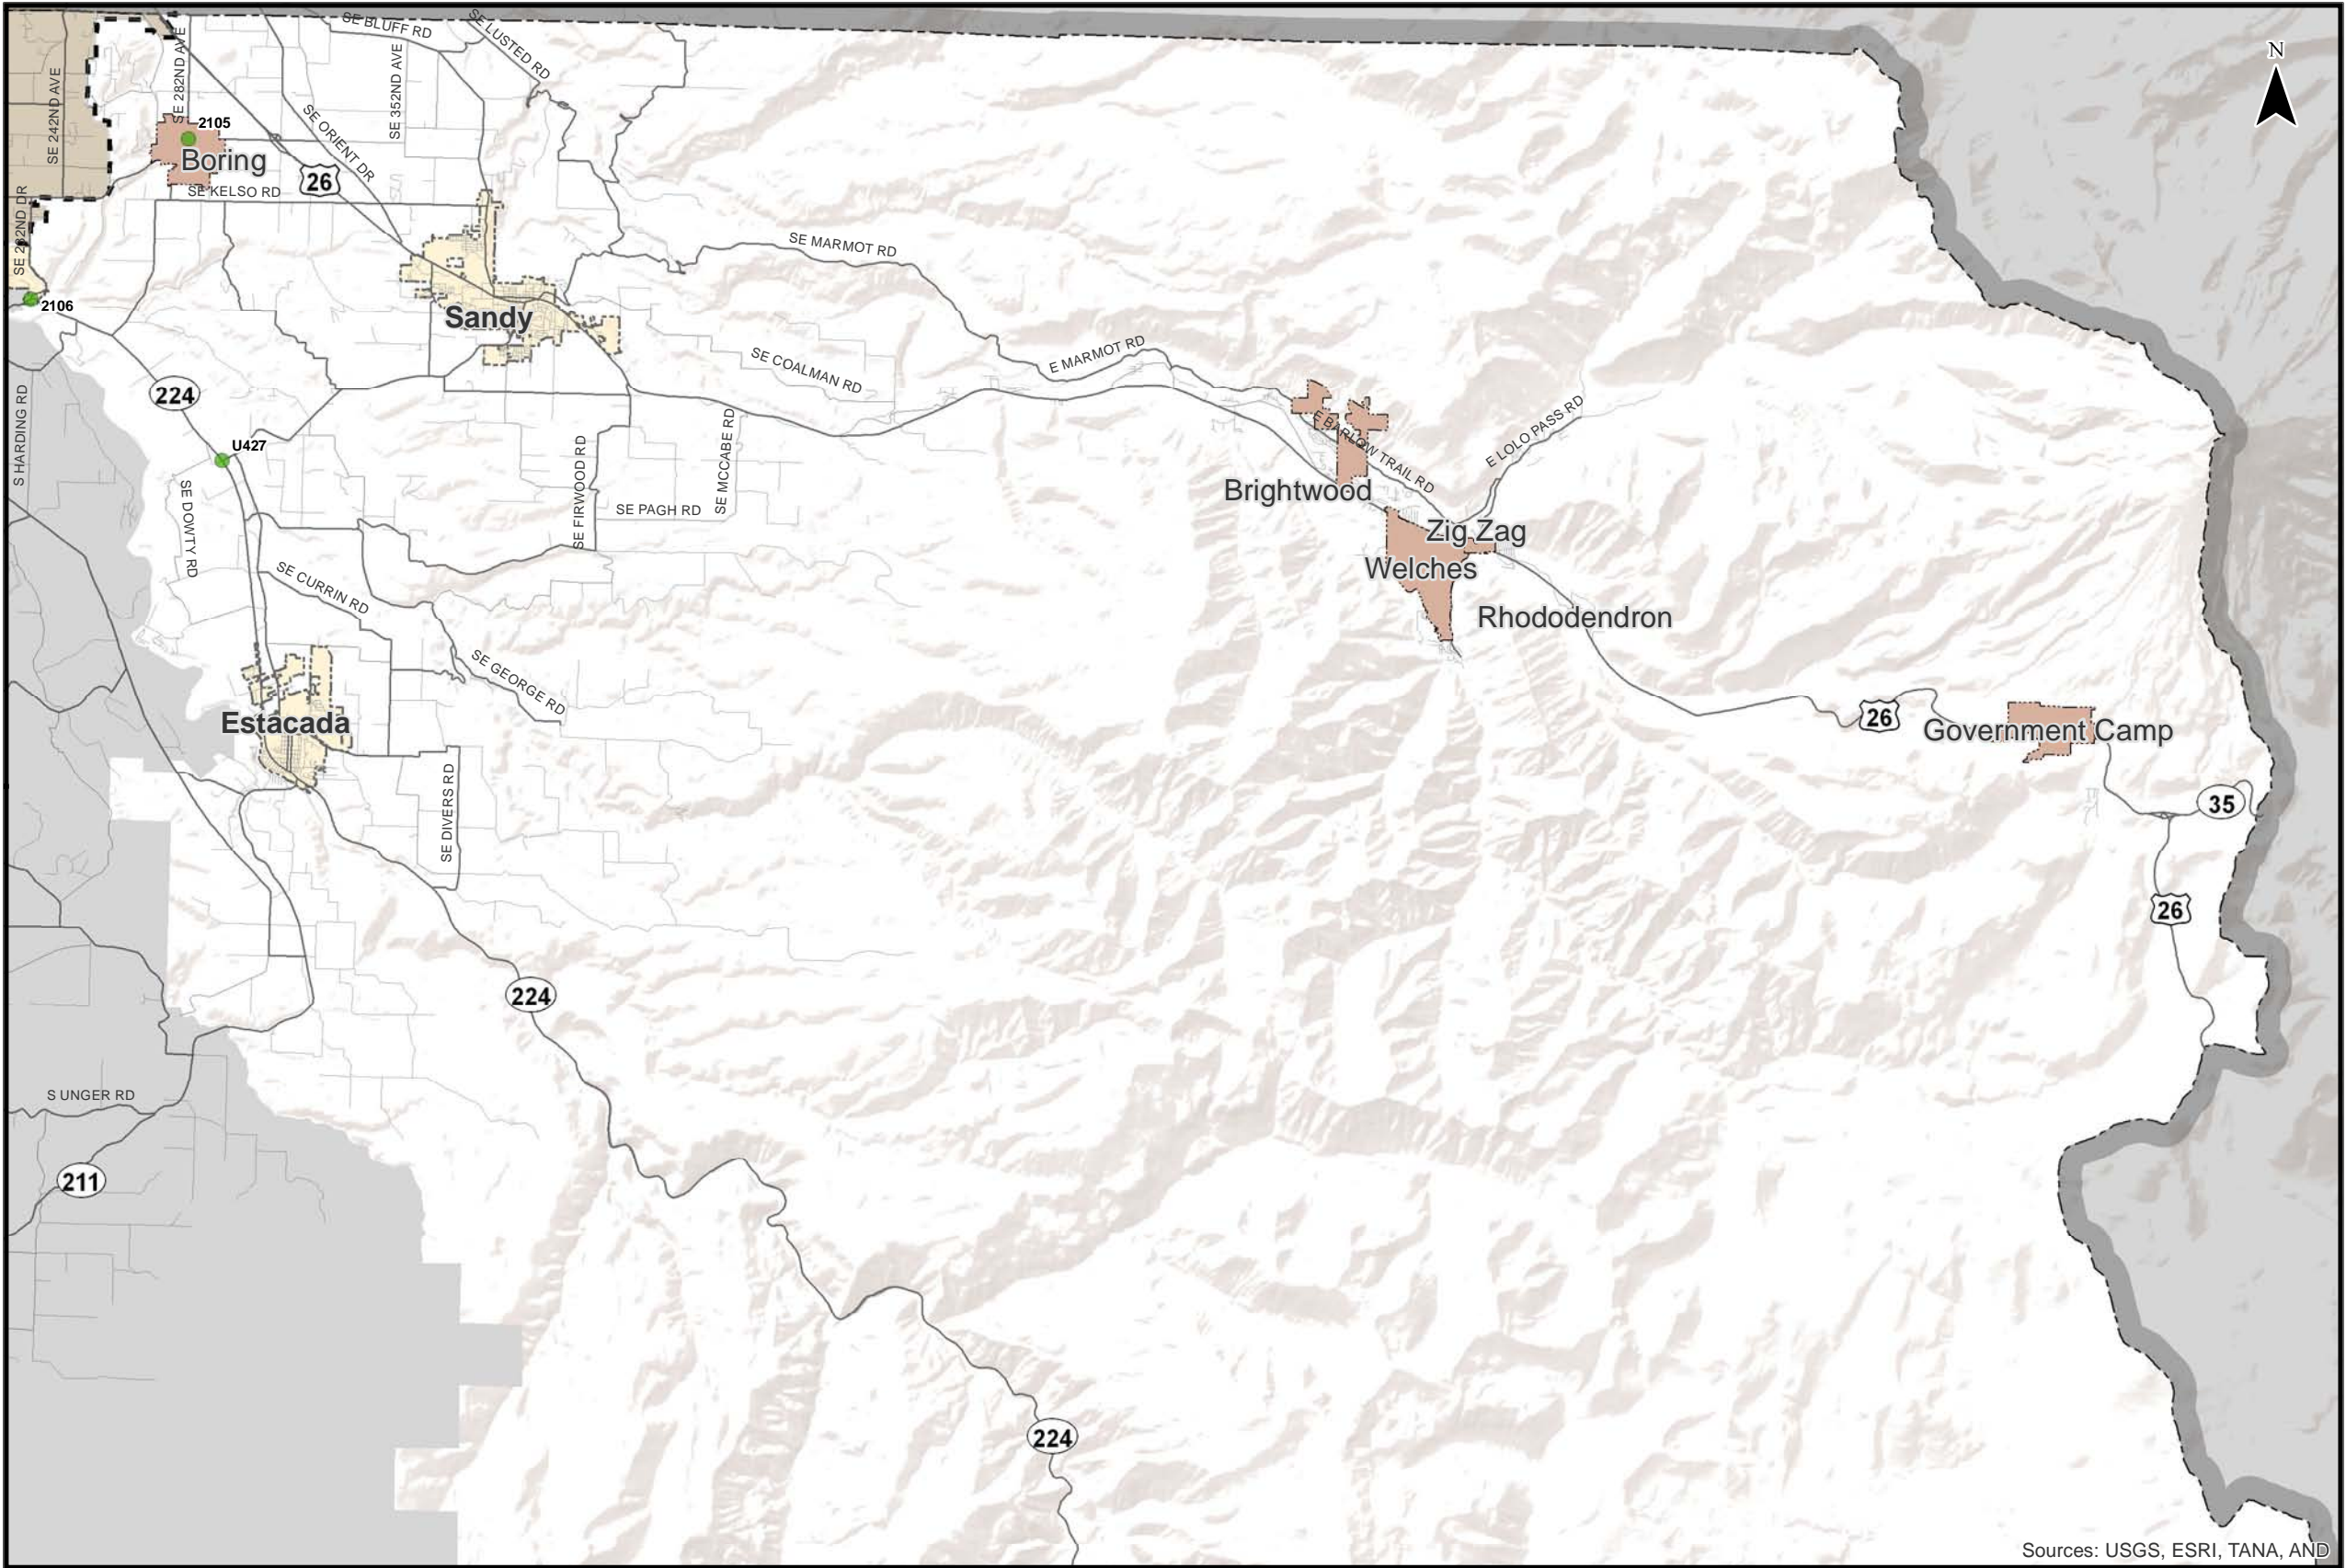 SE BLUFF RD
SE LUSTED RD
N
SE 282ND AVE
SE 352ND AVE
SE 242ND AVE
2105
SE ORIENT DR
Boring
26
SE KELSO RD
SE 232ND DR
SE MARMOT RD
2106
Sandy
E MARMOT RD
SE COALMAN RD
224
S HARDING RD
E BARLOW TRAIL RD
E LOLO PASS RD
U427
SE FIRWOOD RD
SE MCCABE RD
Brightwood
SE PAGH RD
SE DOWTY RD
Zig Zag
Welches
SE CURRIN RD
Rhododendron
SE GEORGE RD
Estacada
26
Government Camp
SE DIVERS RD
35
26
224
S UNGER RD
211
224
Sources: USGS, ESRI, TANA, AND